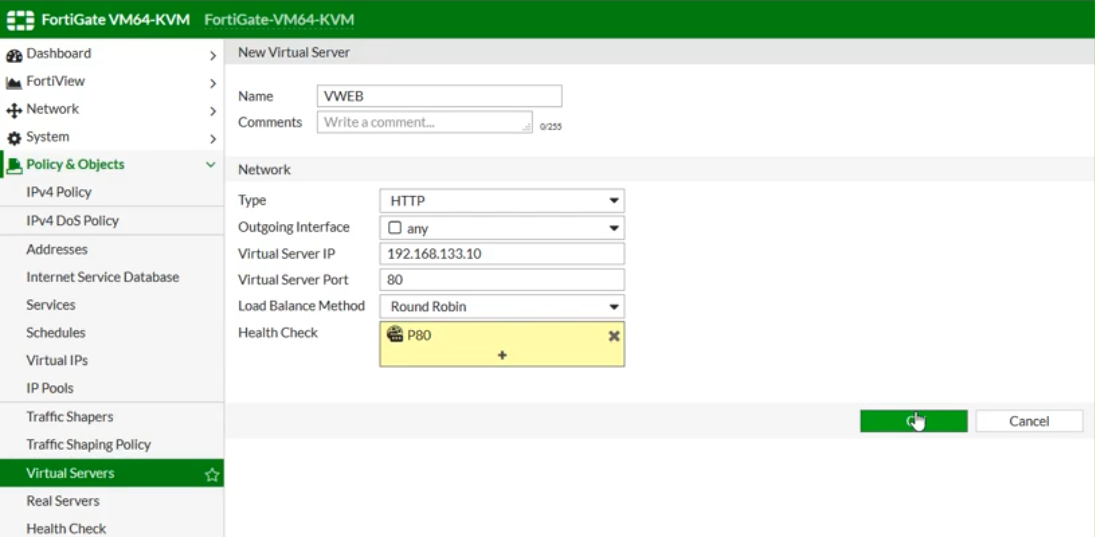 FortiGate VM64-KVM FortiGate-VM64-KVM
Dashboard
FortiView
Network
System
Policy & Objects
IPv4 Policy
IPv4 DoS Policy
Addresses
Internet Service Database
Services
Schedules
Virtual IPs
IP Pools
Traffic Shapers
Traffic Shaping Policy
Virtual Servers
Real Servers
Health Check
New Virtual Server
Name VWEB
Comments Write a comment... 0/255
Network
Type HTTP
Outgoing Interface any
Virtual Server IP 192.168.133.10
Virtual Server Port 80
Load Balance Method Round Robin
Health Check P80
Cancel